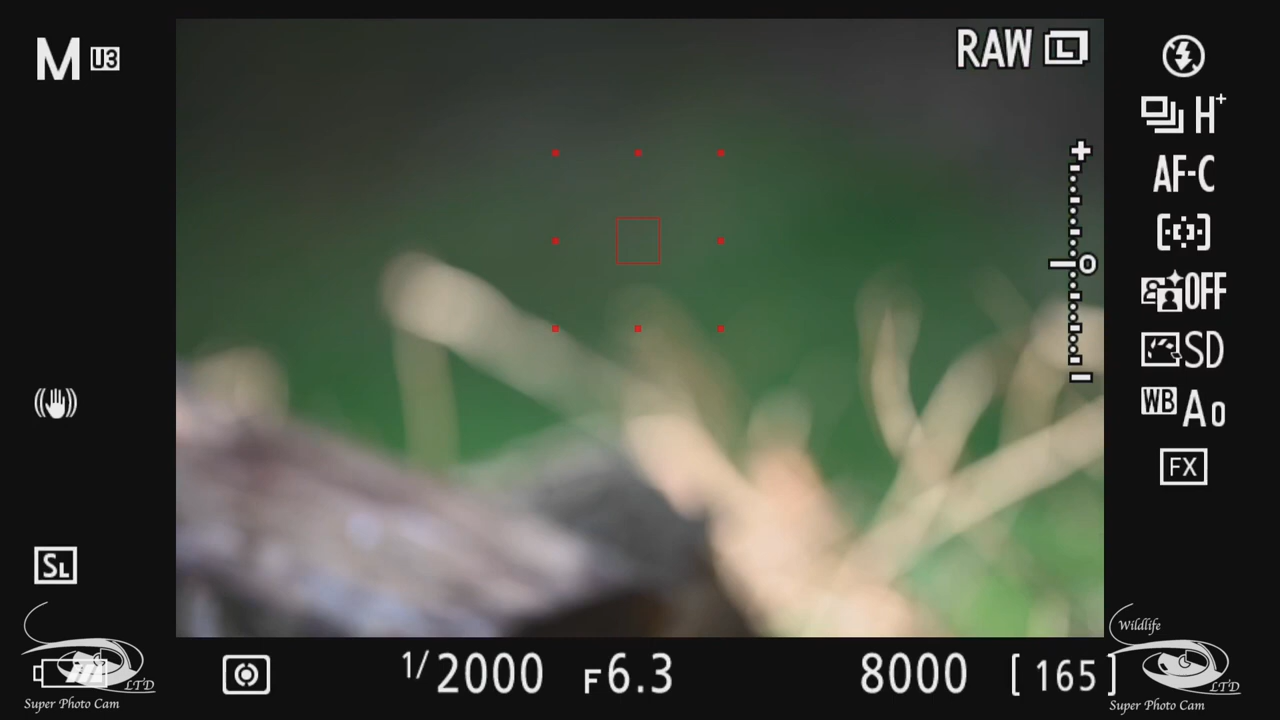 M U3
RAW L
H+
AF-C
OFF
SD
WB A0
FX
SL
1/2000 F6.3 8000 [165]
Wildlife
LTD
Super Photo Cam
LTD
Super Photo Cam